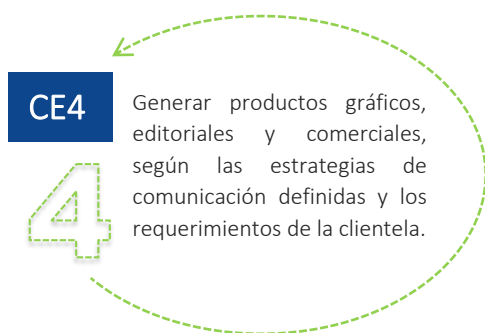 CE4
4
Generar productos gráficos,
editoriales y comerciales,
según las estrategias de
comunicación definidas y los
requerimientos de la clientela.